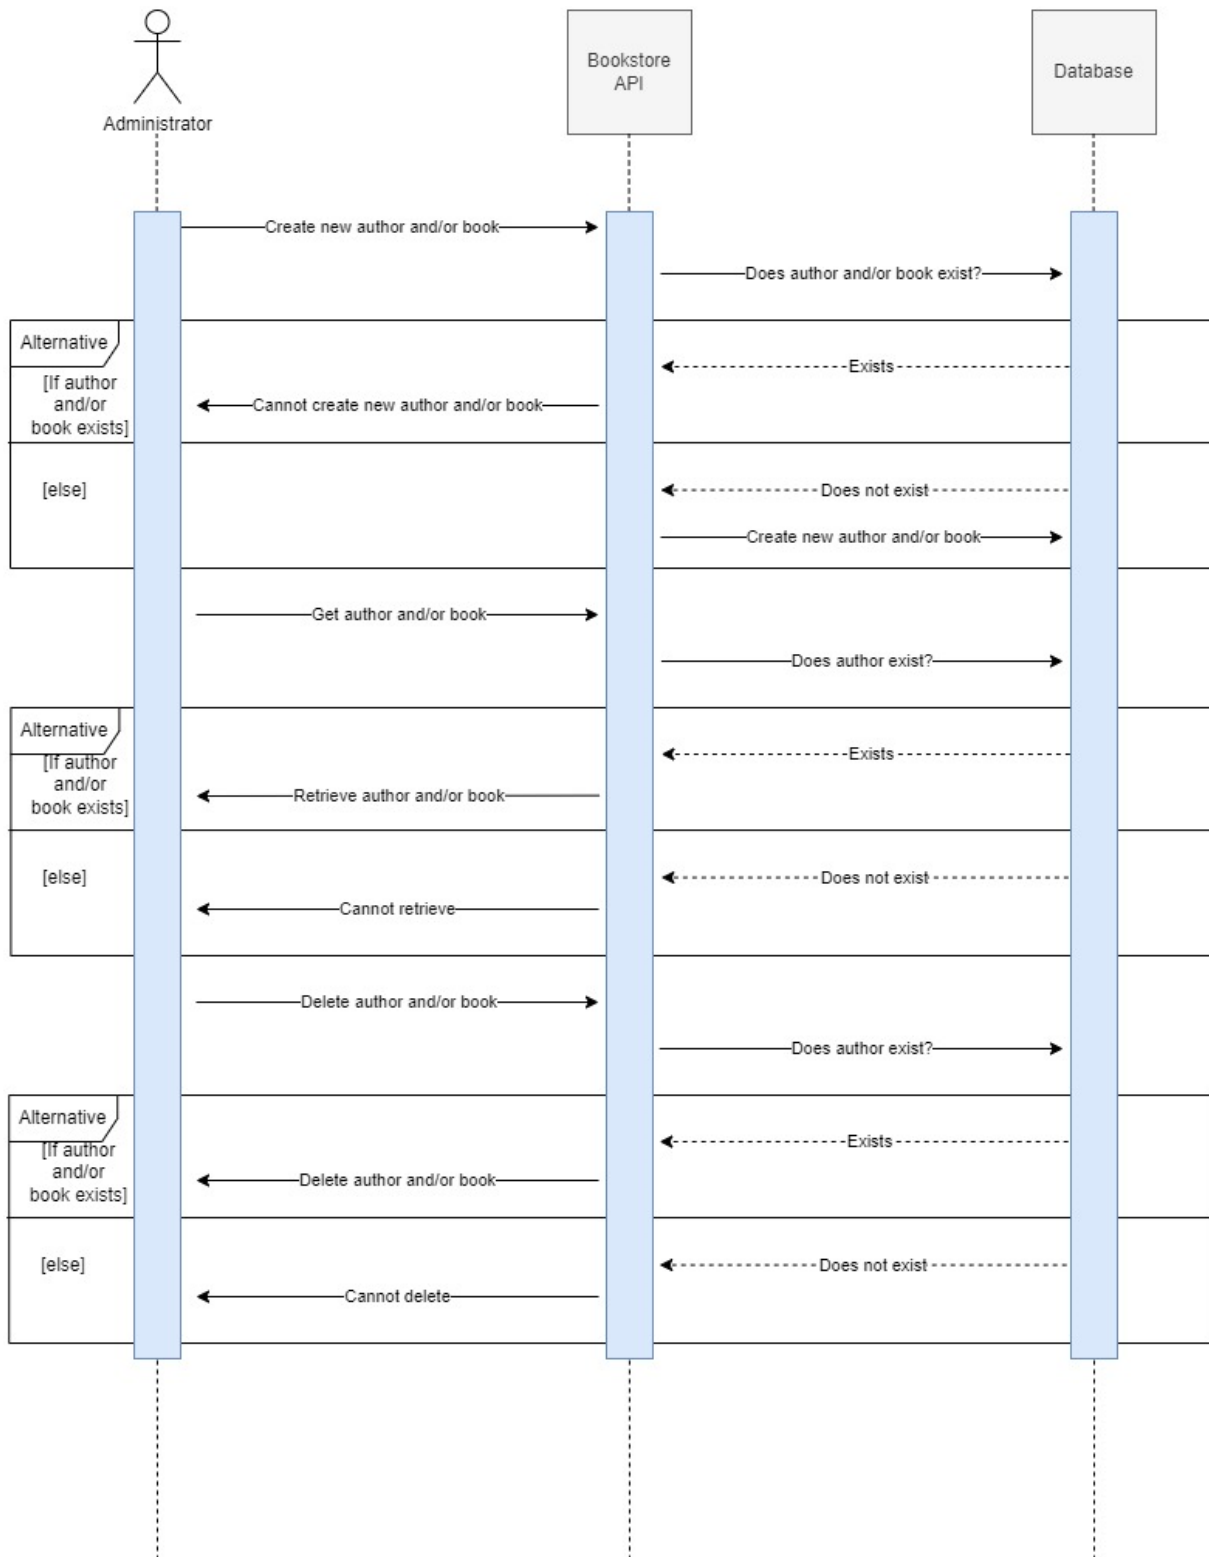 Bookstore
API
Database
Administrator
Create new author and/or book
Does author and/or book exist?
Alternative
Exists
[If author
and/or
book exists]
Cannot create new author and/or book
[else]
Does not exist
Create new author and/or book
Get author and/or book
Does author exist?
Alternative
Exists
[If author
and/or
book exists]
Retrieve author and/or book
[else]
Does not exist
Cannot retrieve
Delete author and/or book
Does author exist?
Alternative
Exists
[If author
and/or
book exists]
Delete author and/or book
[else]
Does not exist
Cannot delete